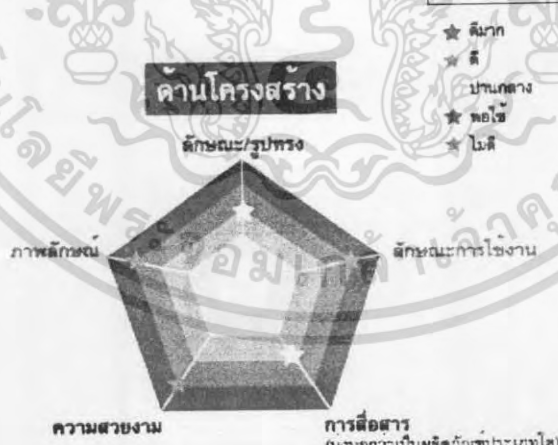 ดีมาก
ดี
ปานกลาง
พอใช้
ไม่ดี
ด้านโครงสร้าง
ลักษณะ/รูปทรง
ภาพลักษณ์
ลักษณะการใช้งาน
ความสวยงาม
การสื่อสาร